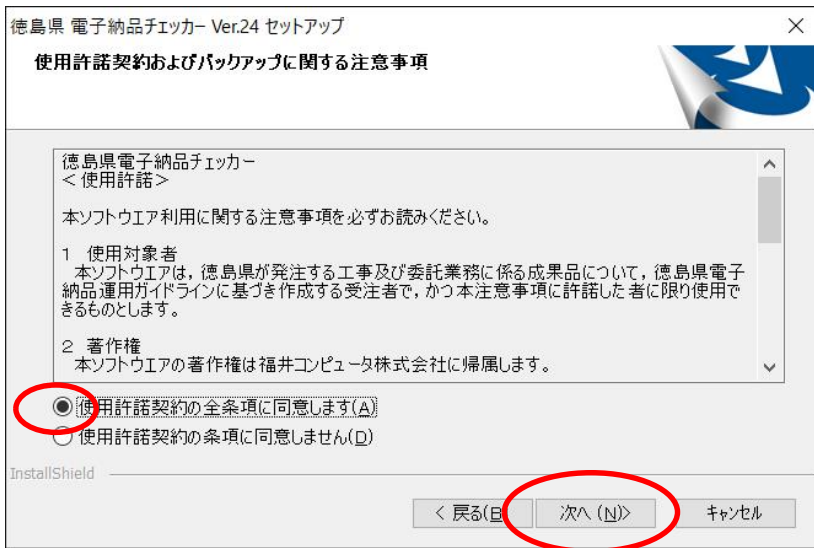 徳島県 電子納品チェッカー Ver.24 セットアップ
使用許諾契約およびバックアップに関する注意事項
徳島県電子納品チェッカー
＜使用許諾＞
本ソフトウエア利用に関する注意事項を必ずお読みください。
1 使用対象者
本ソフトウエアは，徳島県が発注する工事及び委託業務に係る成果品について，徳島県電子
納品運用ガイドラインに基づき作成する受注者で，かつ本注意事項に許諾した者に限り使用で
きるものとします。
2 著作権
本ソフトウエアの著作権は福井コンピュータ株式会社に帰属します。
使用許諾契約の全条項に同意します(A)
使用許諾契約の条項に同意しません(D)
InstallShield
< 戻る(B
次へ (N)>
キャンセル